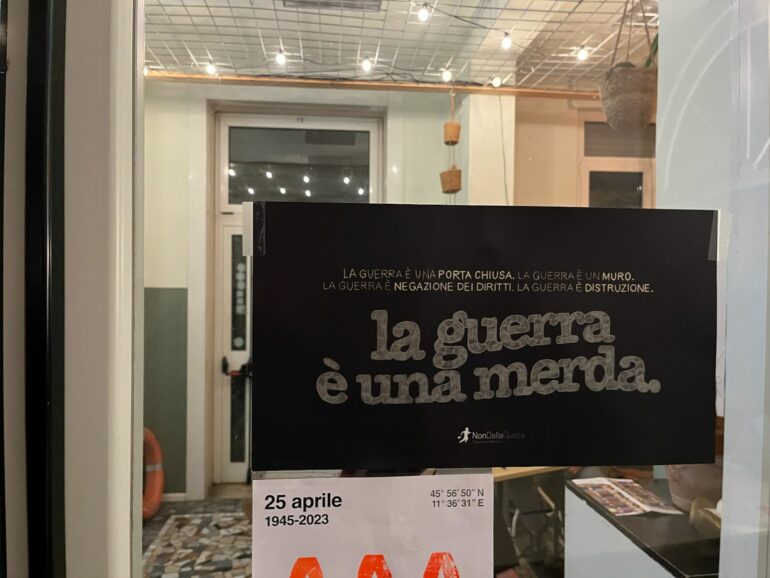 LA GUERRA È UNA PORTA CHIUSA. LA GUERRA È UN MURO.
LA GUERRA È NEGAZIONE DEI DIRITTI. LA GUERRA È DISTRUZIONE.
la guerra
è una merda.
NonDallaGuerra
25 aprile
1945-2023
45° 56' 50" N
11° 36' 31" E